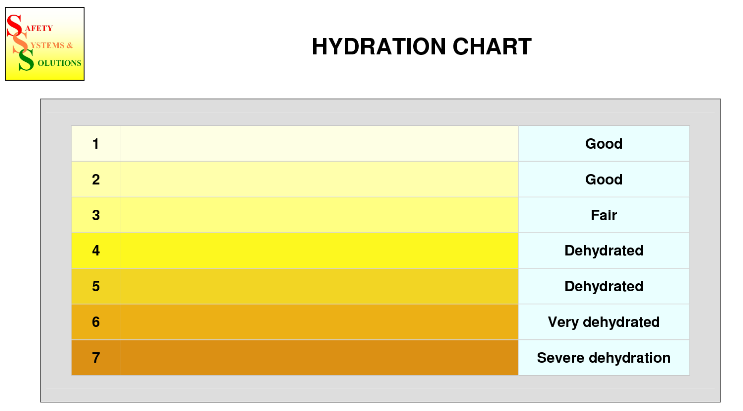 SAFETY
SYSTEMS &
SOLUTIONS
HYDRATION CHART
1 Good
2 Good
3 Fair
4 Dehydrated
5 Dehydrated
6 Very dehydrated
7 Severe dehydration